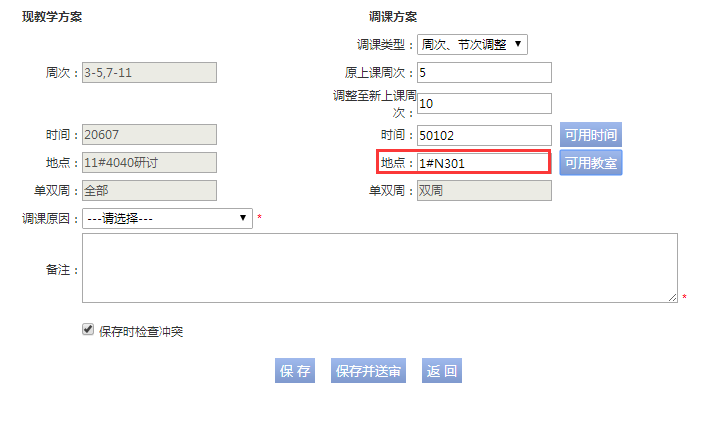 现教学方案 调课方案
调课类型： 周次、节次调整
周次： 3-5,7-11 原上课周次： 5
调整至新上课周
次： 10
时间： 20607 时间： 50102 可用时间
地点： 11#4040研讨 地点： 1#N301 可用教室
单双周： 全部 单双周： 双周
调课原因： ---请选择--- *
备注： *
保存时检查冲突
保 存 保存并送审 返 回